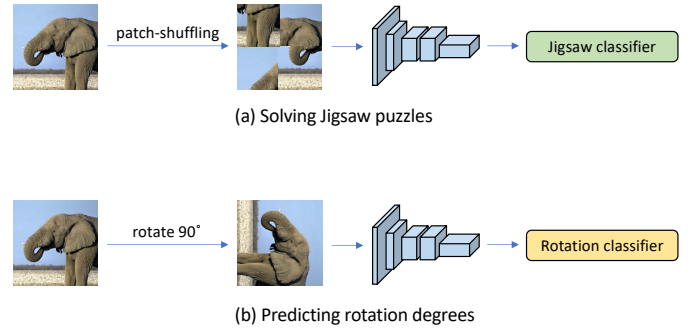 patch-shuffling
Jigsaw classifier
(a) Solving Jigsaw puzzles
rotate 90°
Rotation classifier
(b) Predicting rotation degrees